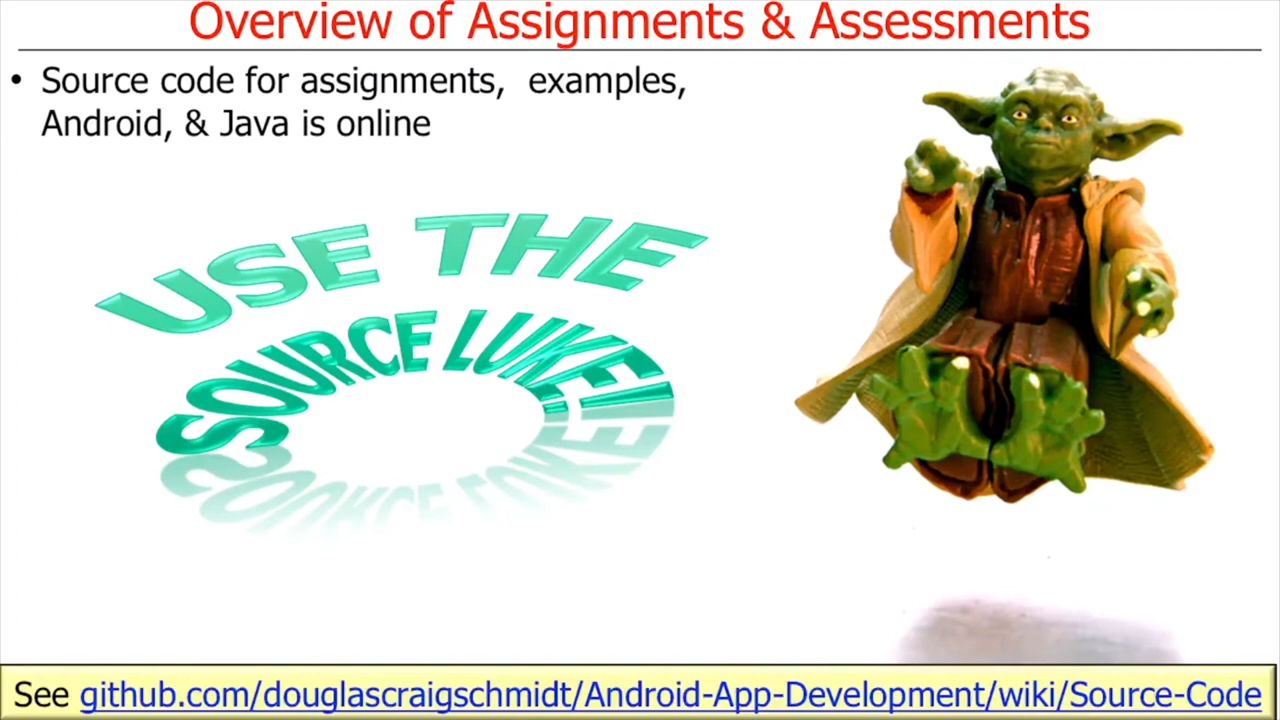 Overview of Assignments & Assessments
• Source code for assignments, examples,
Android, & Java is online
USE THE
SOURCE LUKE!!
See github.com/douglascraigschmidt/Android-App-Development/wiki/Source-Code